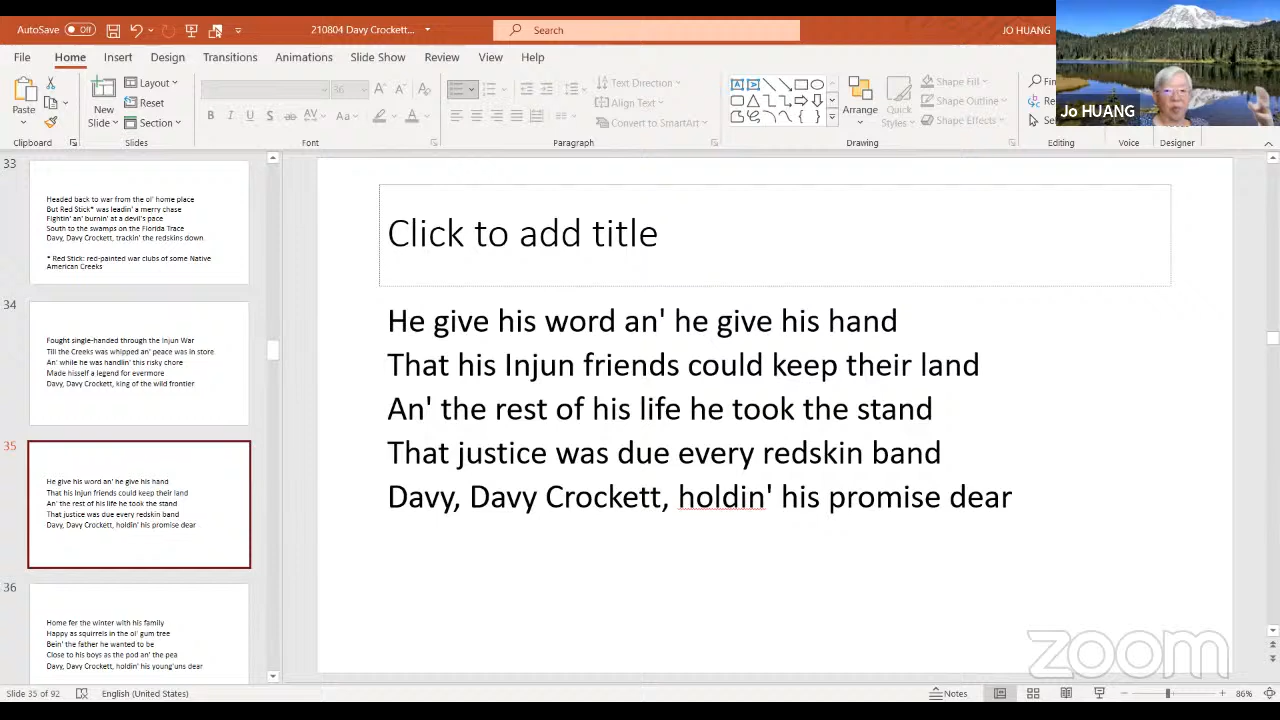 AutoSave Off 210804 Davy Crockett... Search JO HUANG
File Home Insert Design Transitions Animations Slide Show Review View Help
Paste New Slide Layout Reset Section 36 Text Direction Align Text Convert to SmartArt Arrange Quick Styles Shape Fill Shape Outline Shape Effects
Clipboard Slides Font Paragraph Drawing Editing Voice Designer
Jo HUANG
33
Headed back to war from the ol' home place
But Red Stick* was leadin' a merry chase
Fightin' an' burnin' at a devil's pace
South to the swamps on the Florida Trace
Davy, Davy Crockett, trackin' the redskins down
* Red Stick: red-painted war clubs of some Native
American Creeks
34
Fought single-handed through the Injun War
Till the Creeks was whipped an' peace was in store
An' while he was handlin' this risky chore
Made hisself a legend for evermore
Davy, Davy Crockett, king of the wild frontier
35
He give his word an' he give his hand
That his Injun friends could keep their land
An' the rest of his life he took the stand
That justice was due every redskin band
Davy, Davy Crockett, holdin' his promise dear
36
Home fer the winter with his family
Happy as squirrels in the ol' gum tree
Bein' the father he wanted to be
Close to his boys as the pod an' the pea
Davy, Davy Crockett, holdin' his young'uns dear
Click to add title
He give his word an' he give his hand
That his Injun friends could keep their land
An' the rest of his life he took the stand
That justice was due every redskin band
Davy, Davy Crockett, holdin' his promise dear
zoom
Slide 35 of 92 English (United States) Notes 86%